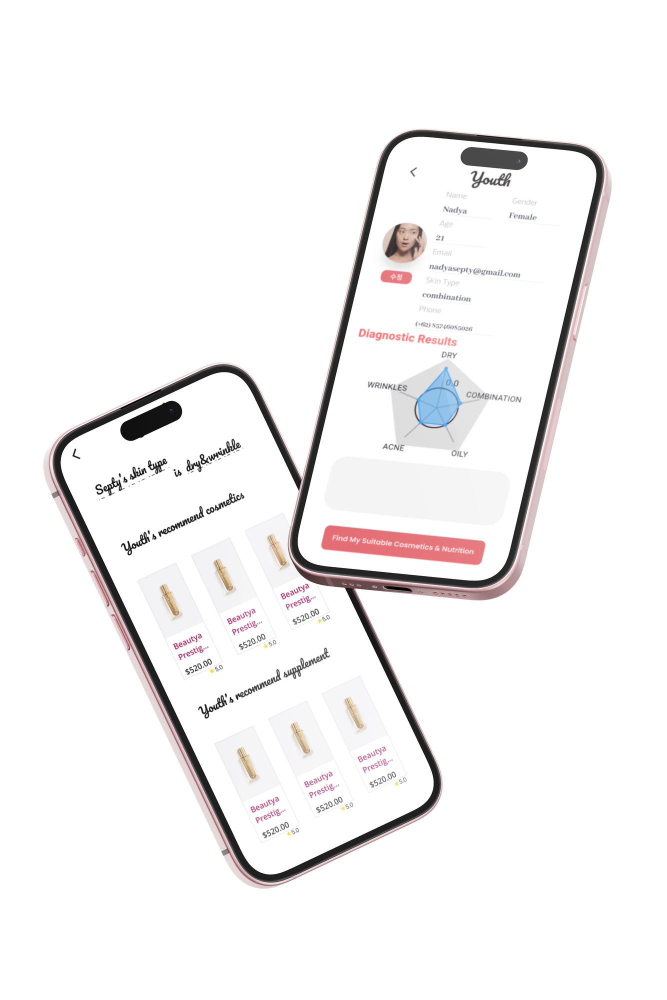 Youth
Name
Gender
Nadya
Female
Age
21
Email
nadyasepty@gmail.com
수정
Skin Type
combination
Phone
(+62) 85746085026
Diagnostic Results
DRY
0.0
WRINKLES
COMBINATION
ACNE
OILY
Find My Suitable Cosmetics & Nutrition
Septy's skin type is dry&wrinkle
Youth's recommend cosmetics
Beautya
Prestig...
$520.00
5.0
Beautya
Prestig...
$520.00
5.0
Beautya
Prestig...
$520.00
5.0
Youth's recommend supplement
Beautya
Prestig...
$520.00
5.0
Beautya
Prestig...
$520.00
5.0
Beautya
Prestig...
$520.00
5.0